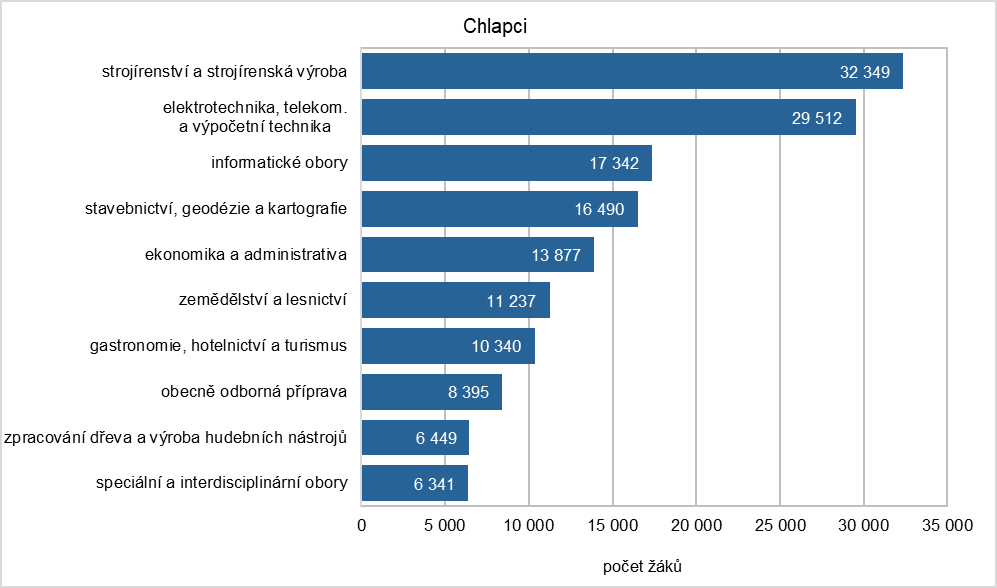 Chlapci
strojírenství a strojírenská výroba 32 349
elektrotechnika, telekom.
a výpočetní technika 29 512
informatické obory 17 342
stavebnictví, geodézie a kartografie 16 490
ekonomika a administrativa 13 877
zemědělství a lesnictví 11 237
gastronomie, hotelnictví a turismus 10 340
obecně odborná příprava 8 395
zpracování dřeva a výroba hudebních nástrojů 6 449
speciální a interdisciplinární obory 6 341
0 5 000 10 000 15 000 20 000 25 000 30 000 35 000
počet žáků